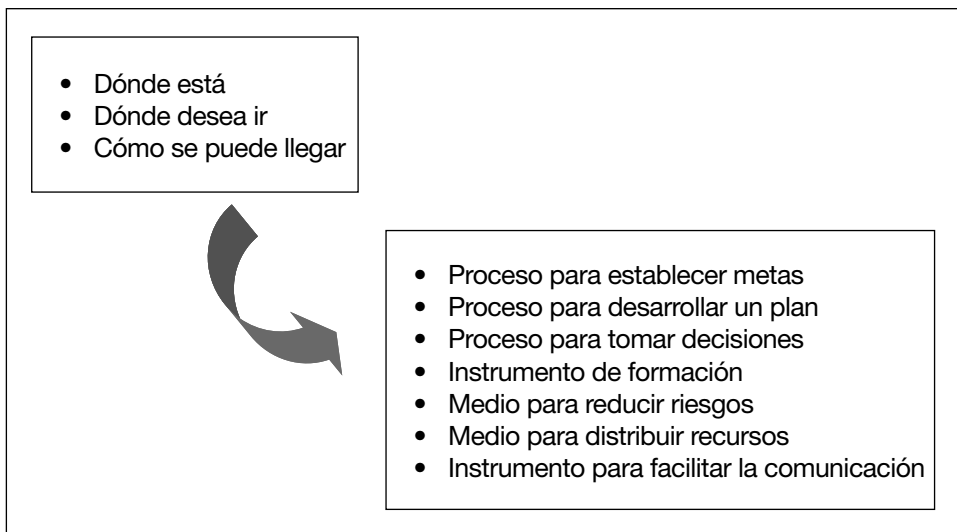 • Dónde está
• Dónde desea ir
• Cómo se puede llegar
• Proceso para establecer metas
• Proceso para desarrollar un plan
• Proceso para tomar decisiones
• Instrumento de formación
• Medio para reducir riesgos
• Medio para distribuir recursos
• Instrumento para facilitar la comunicación